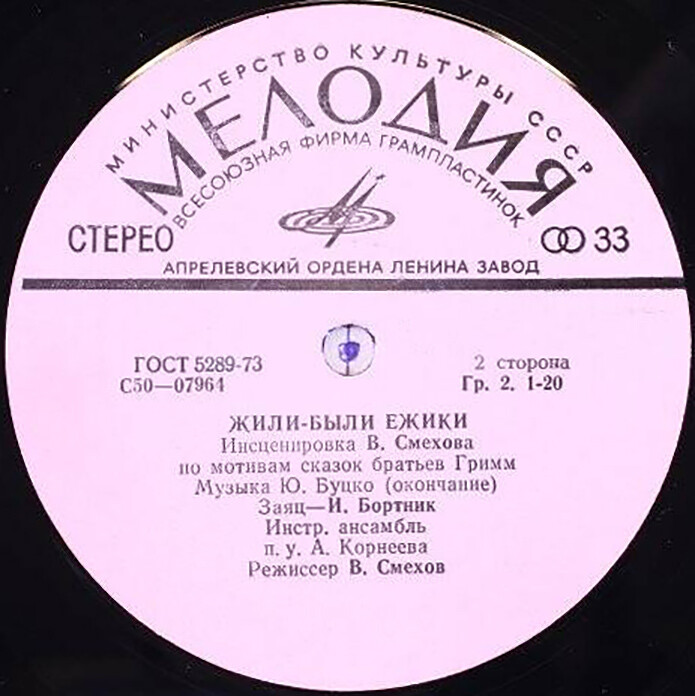 МИНИСТЕРСТВО КУЛЬТУРЫ СССР
МЕЛОДИЯ
ВСЕСОЮЗНАЯ ФИРМА ГРАМПЛАСТИНОК
СТЕРЕО
33
АПРЕЛЕВСКИЙ ОРДЕНА ЛЕНИНА ЗАВОД
ГОСТ 5289-73
2 сторона
С50—07964
Гр. 2. 1-20
ЖИЛИ-БЫЛИ ЕЖИКИ
Инсценировка В. Смехова
по мотивам сказок братьев Гримм
Музыка Ю. Буцко (окончание)
Заяц—И. Бортник
Инстр. ансамбль
п. у. А. Корнеева
Режиссер В. Смехов